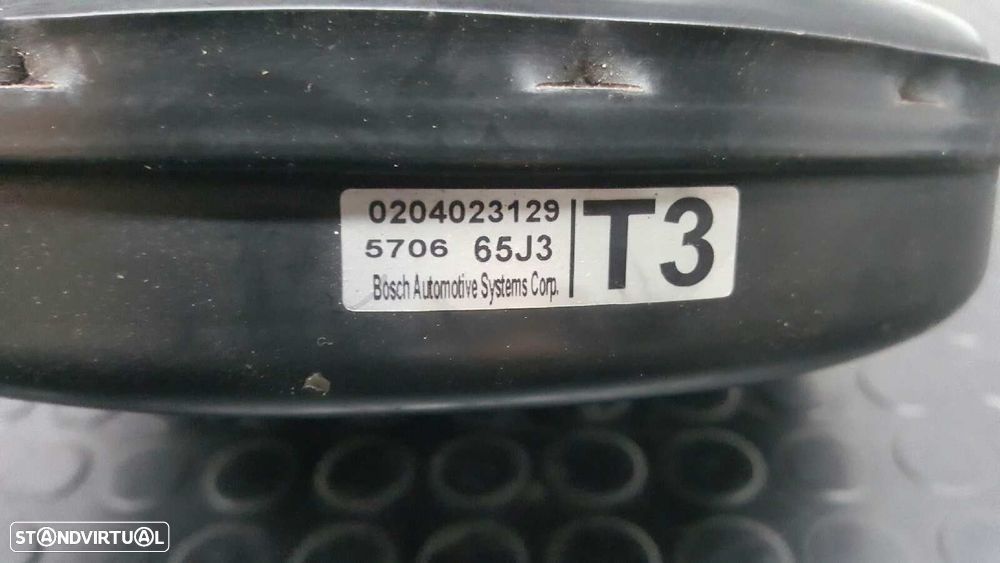 0204023129
5706 65J3
Bosch Automotive Systems Corp.
T3
STANDVIRTUAL